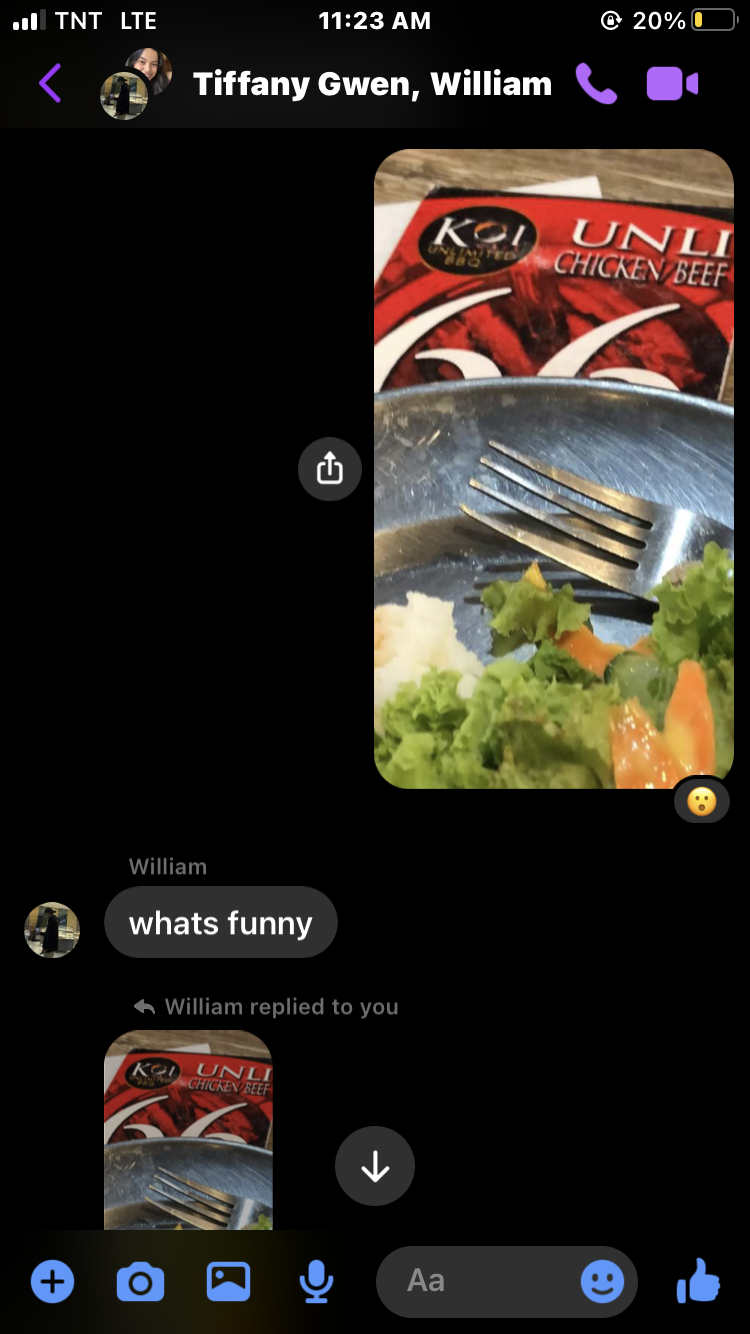 TNT LTE 11:23 AM 20%
Tiffany Gwen, William
KOI
UNLIMITED
BBQ
UNLI
CHICKEN/BEEF
66
William
whats funny
William replied to you
KOI
UNLI
CHICKEN/BEEF
Aa